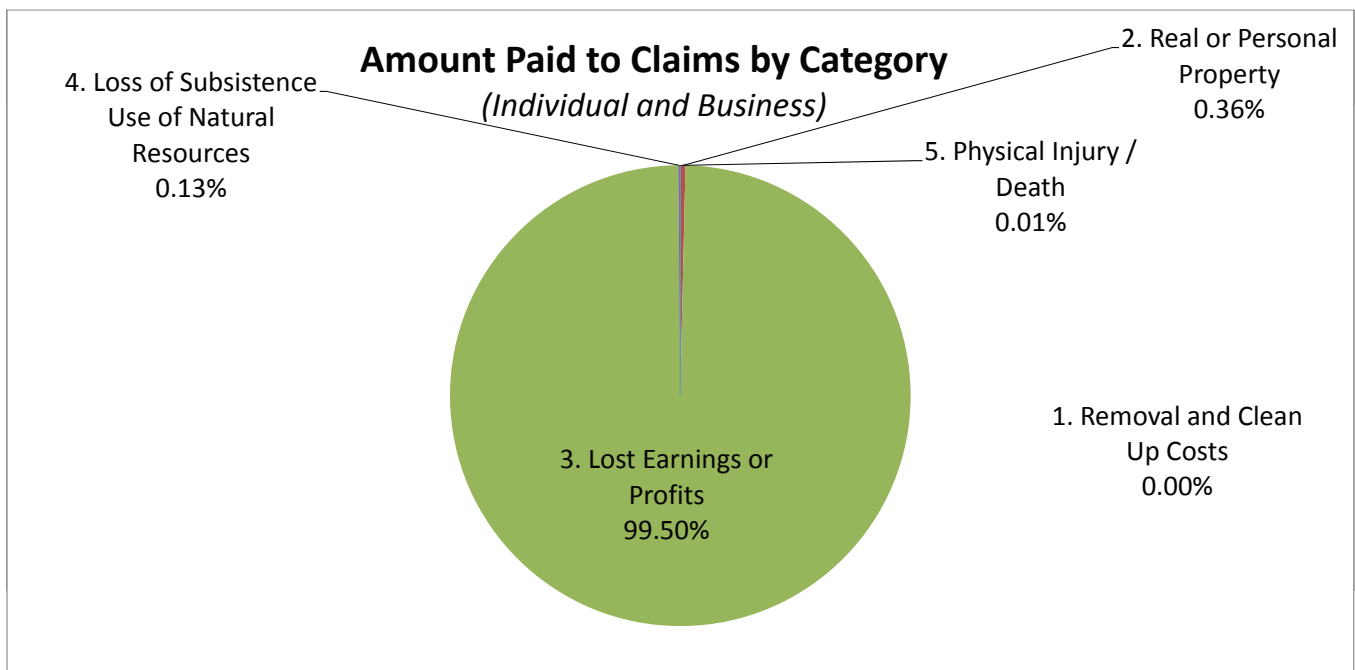 Amount Paid to Claims by Category
(Individual and Business)
4. Loss of Subsistence
Use of Natural
Resources
0.13%
2. Real or Personal
Property
0.36%
5. Physical Injury /
Death
0.01%
1. Removal and Clean
Up Costs
0.00%
3. Lost Earnings or
Profits
99.50%